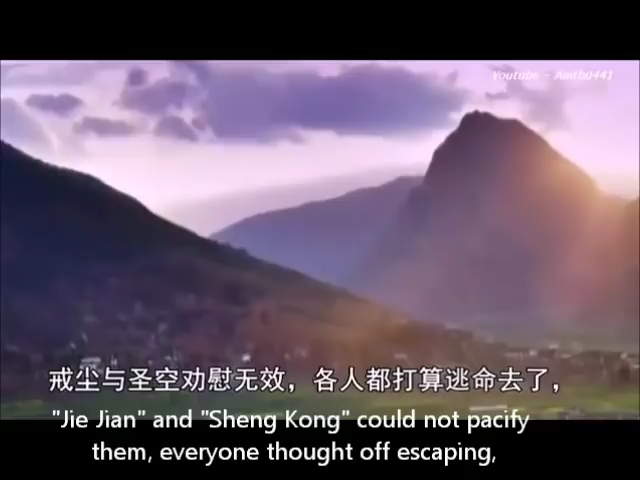 Youtube - Amtb0441
戒尘与圣空劝慰无效，各人都打算逃命去了，
"Jie Jian" and "Sheng Kong" could not pacify
them, everyone thought off escaping,